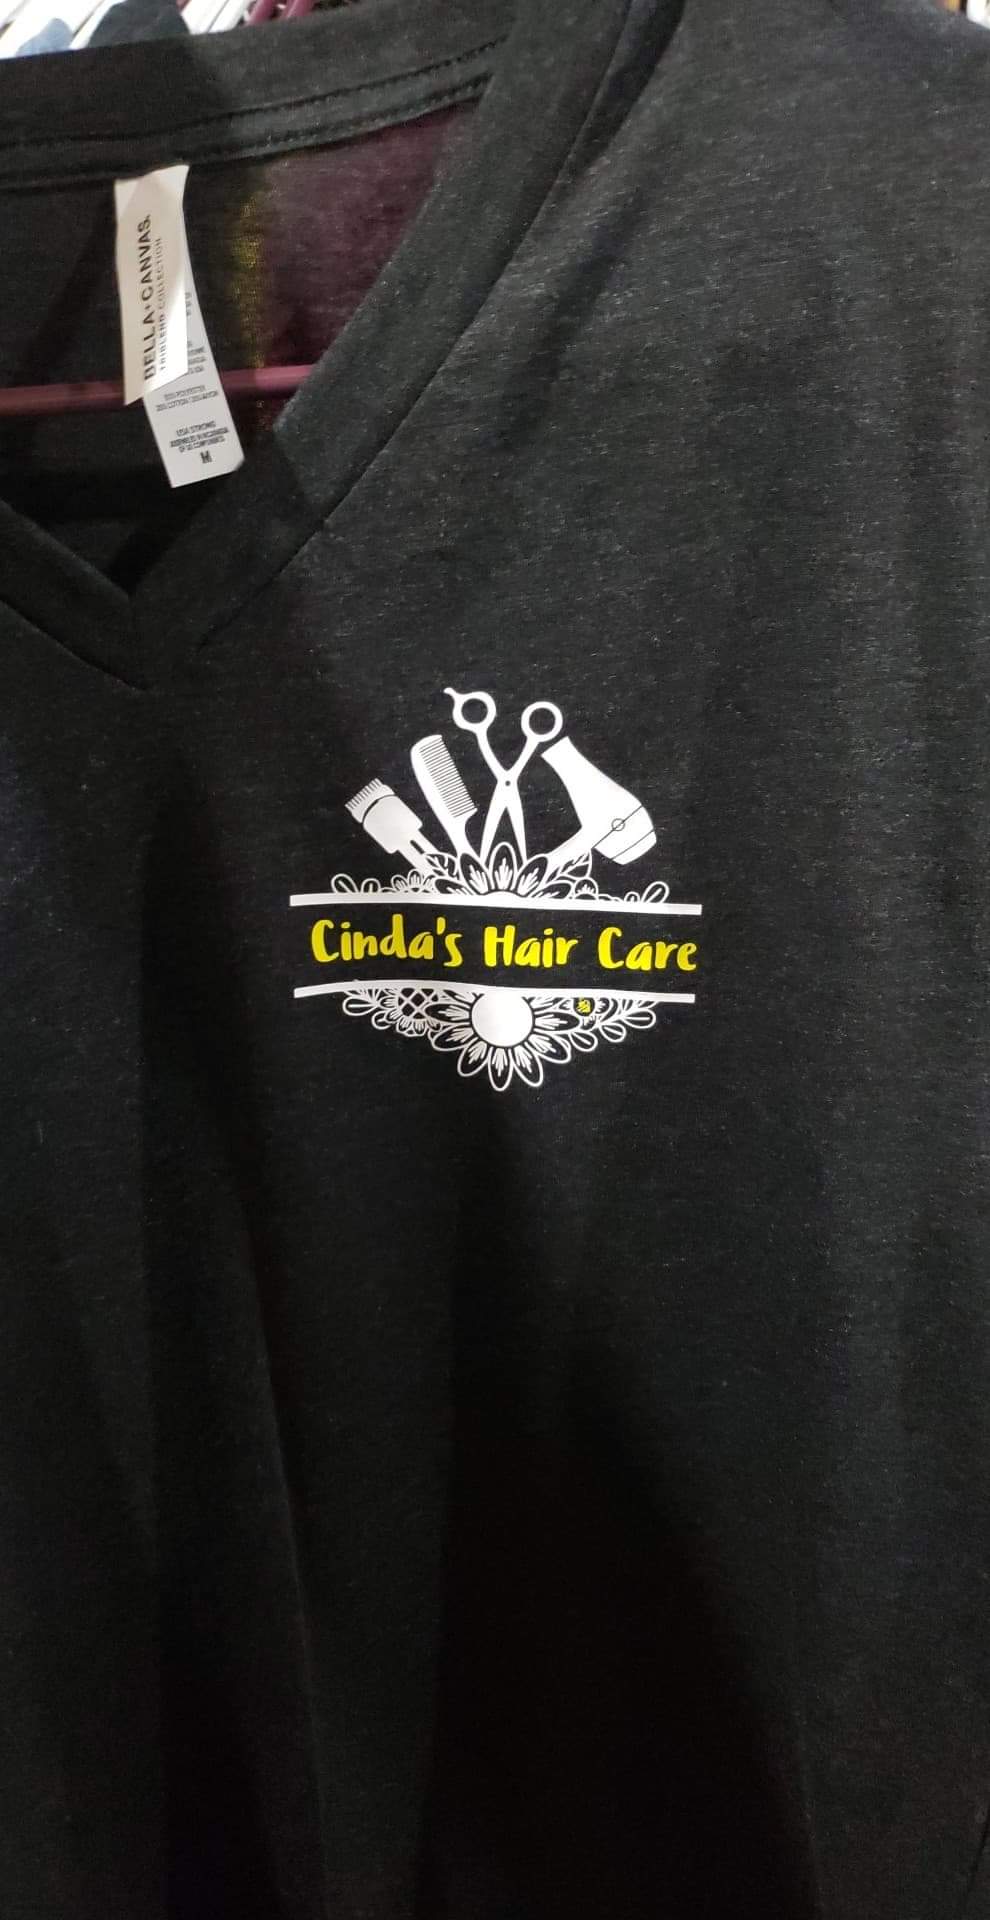 BELLA+CANVAS.
TRIBLEND COLLECTION
M
Cinda's Hair Care